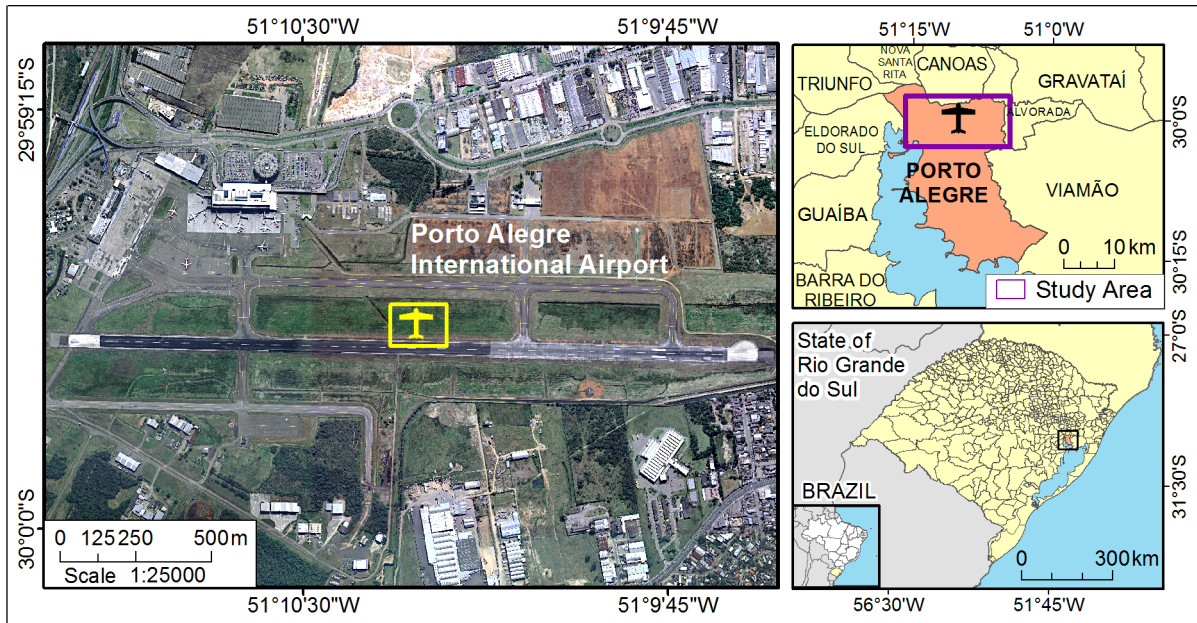 51°10'30"W
51°9'45"W
29°59'15"S
30°0'0"S
Porto Alegre
International Airport
0 125 250 500 m
Scale 1:25000
51°10'30"W
51°9'45"W
51°15'W
51°0'W
NOVA
SANTA
RITA
CANOAS
TRIUNFO
GRAVATAÍ
ALVORADA
ELDORADO
DO SUL
PORTO
ALEGRE
VIAMÃO
GUAÍBA
0 10 km
BARRA DO
RIBEIRO
Study Area
30°0'S
30°15'S
State of
Rio Grande
do Sul
BRAZIL
0 300 km
27°0'S
31°30'S
56°30'W
51°45'W